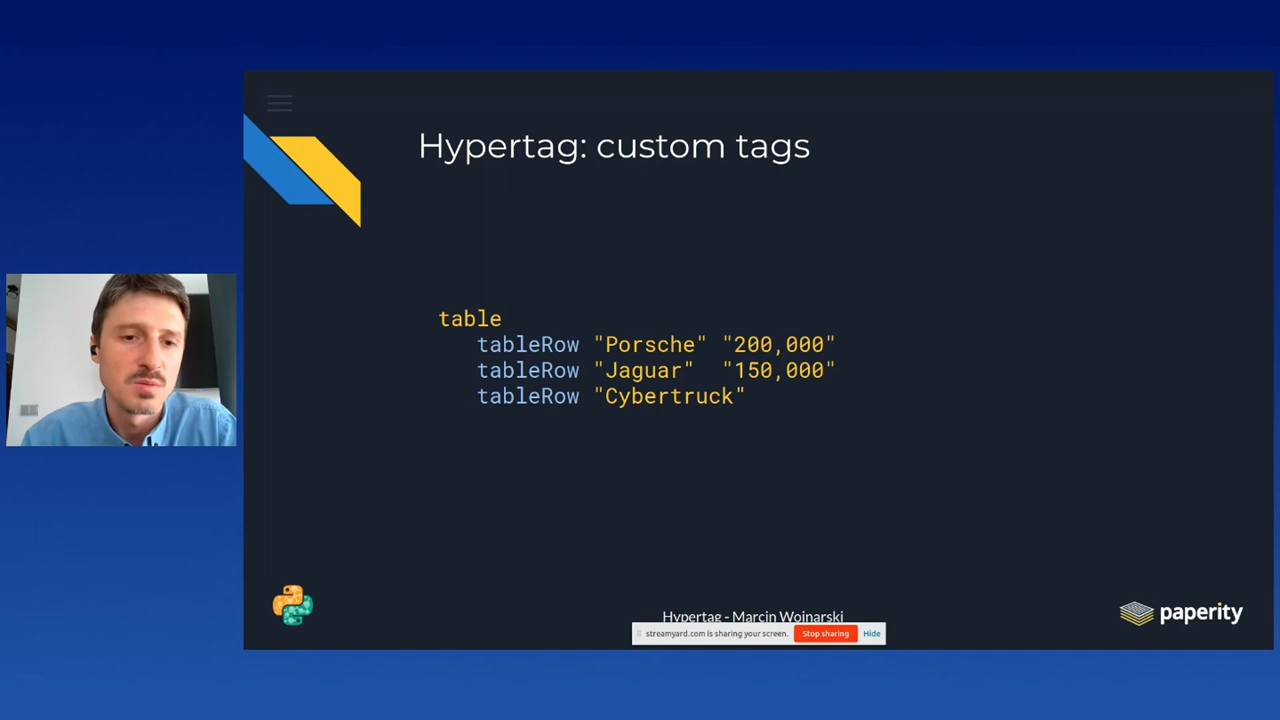 Hypertag: custom tags
table
tableRow "Porsche" "200,000"
tableRow "Jaguar" "150,000"
tableRow "Cybertruck"
Hypertag - Marcin Wojnarski
streamyard.com is sharing your screen. Stop sharing Hide
paperity